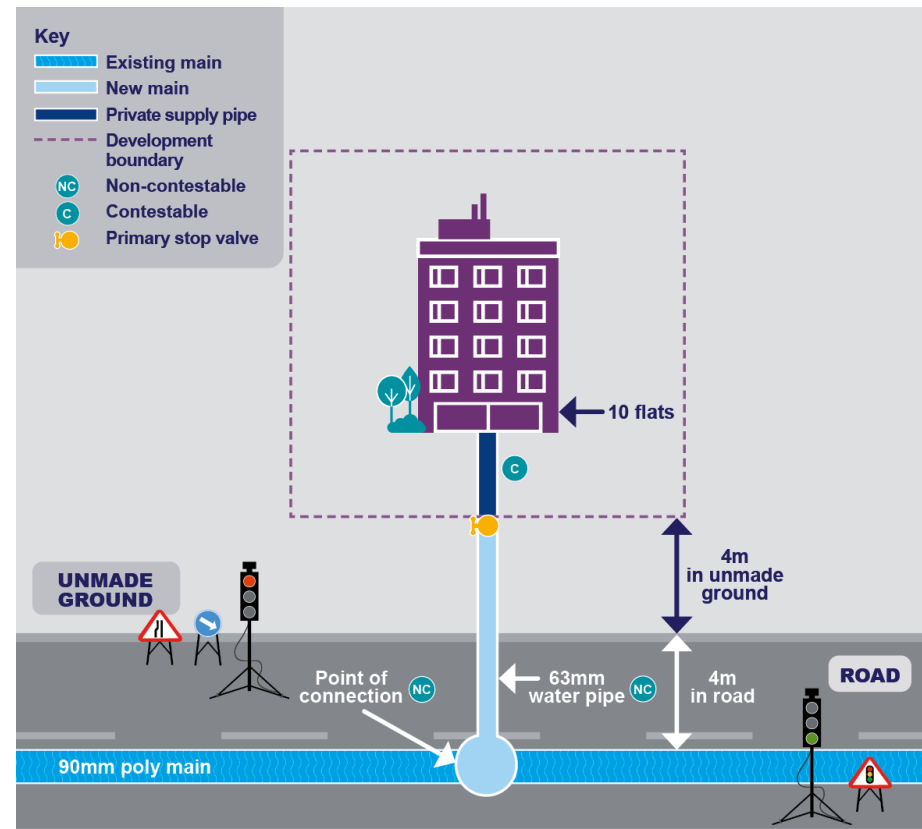 Key
Existing main
New main
Private supply pipe
Development
boundary
NC Non-contestable
C Contestable
Primary stop valve
10 flats
C
4m
in unmade
ground
UNMADE
GROUND
Point of
connection NC
63mm
water pipe NC
4m
in road
ROAD
90mm poly main